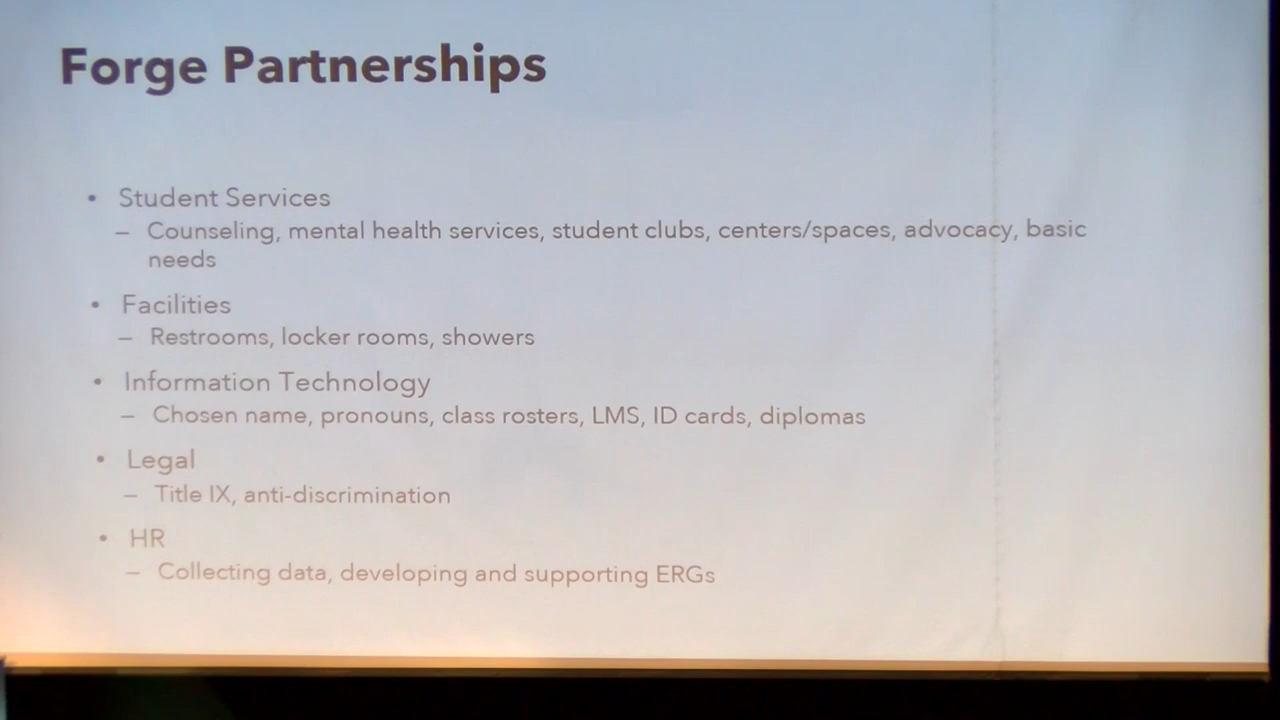 Forge Partnerships
• Student Services
– Counseling, mental health services, student clubs, centers/spaces, advocacy, basic
needs
• Facilities
– Restrooms, locker rooms, showers
• Information Technology
– Chosen name, pronouns, class rosters, LMS, ID cards, diplomas
• Legal
– Title IX, anti-discrimination
• HR
– Collecting data, developing and supporting ERGs